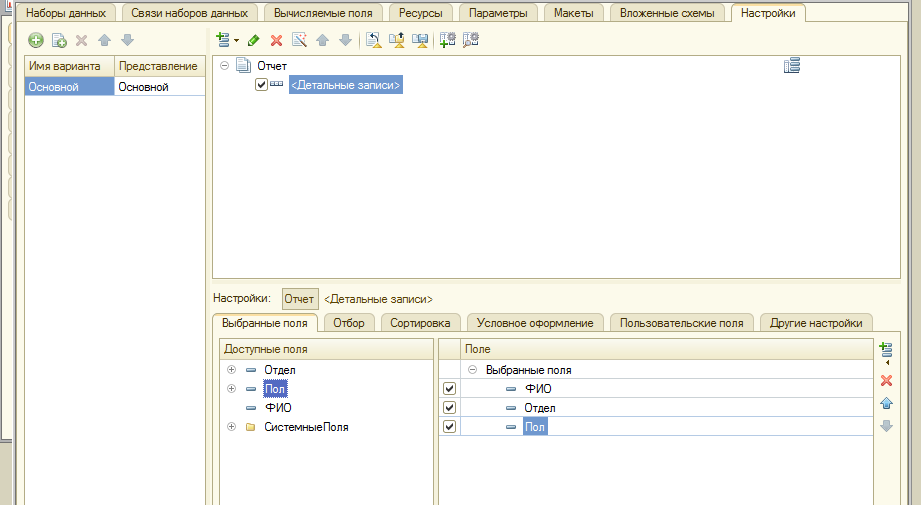 Наборы данных Связи наборов данных Вычисляемые поля Ресурсы Параметры Макеты Вложенные схемы Настройки
Имя варианта Представление
Основной Основной
Отчет
<Детальные записи>
Настройки: Отчет <Детальные записи>
Выбранные поля Отбор Сортировка Условное оформление Пользовательские поля Другие настройки
Доступные поля
Отдел
Пол
ФИО
СистемныеПоля
Поле
Выбранные поля
ФИО
Отдел
Пол